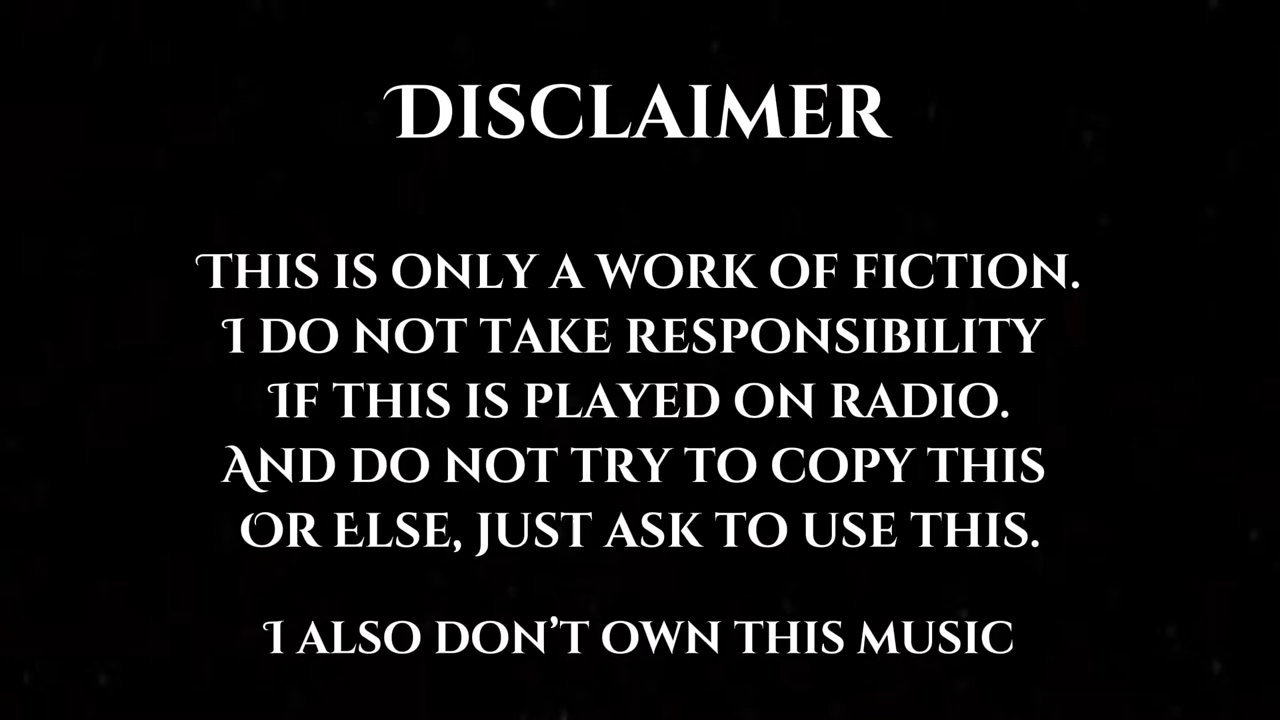 Disclaimer
This is only a work of fiction.
I do not take responsibility
If this is played on radio.
And do not try to copy this
Or Else, just ask to use this.
I also don’t own this music